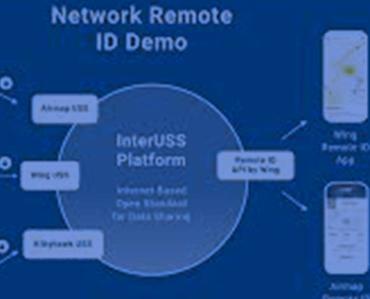 Network Remote
ID Demo
Airmap USS
InterUSS
Platform
Wing USS
Remote ID
API by Wing
Internet-Based
Open Standard
for Data Sharing
Kittyhawk USS
Wing
Remote ID
App
Airmap
Remote ID